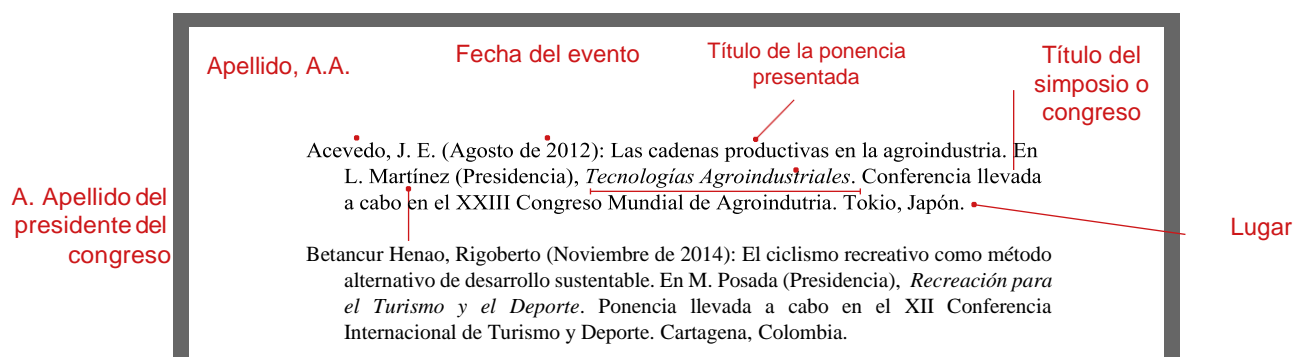 Apellido, A.A.
Fecha del evento
Título de la ponencia
presentada
Título del
simposio o
congreso
Acevedo, J. E. (Agosto de 2012): Las cadenas productivas en la agroindustria. En
L. Martínez (Presidencia), Tecnologías Agroindustriales. Conferencia llevada
a cabo en el XXIII Congreso Mundial de Agroindutria. Tokio, Japón.
A. Apellido del
presidente del
congreso
Lugar
Betancur Henao, Rigoberto (Noviembre de 2014): El ciclismo recreativo como método
alternativo de desarrollo sustentable. En M. Posada (Presidencia), Recreación para
el Turismo y el Deporte. Ponencia llevada a cabo en el XII Conferencia
Internacional de Turismo y Deporte. Cartagena, Colombia.